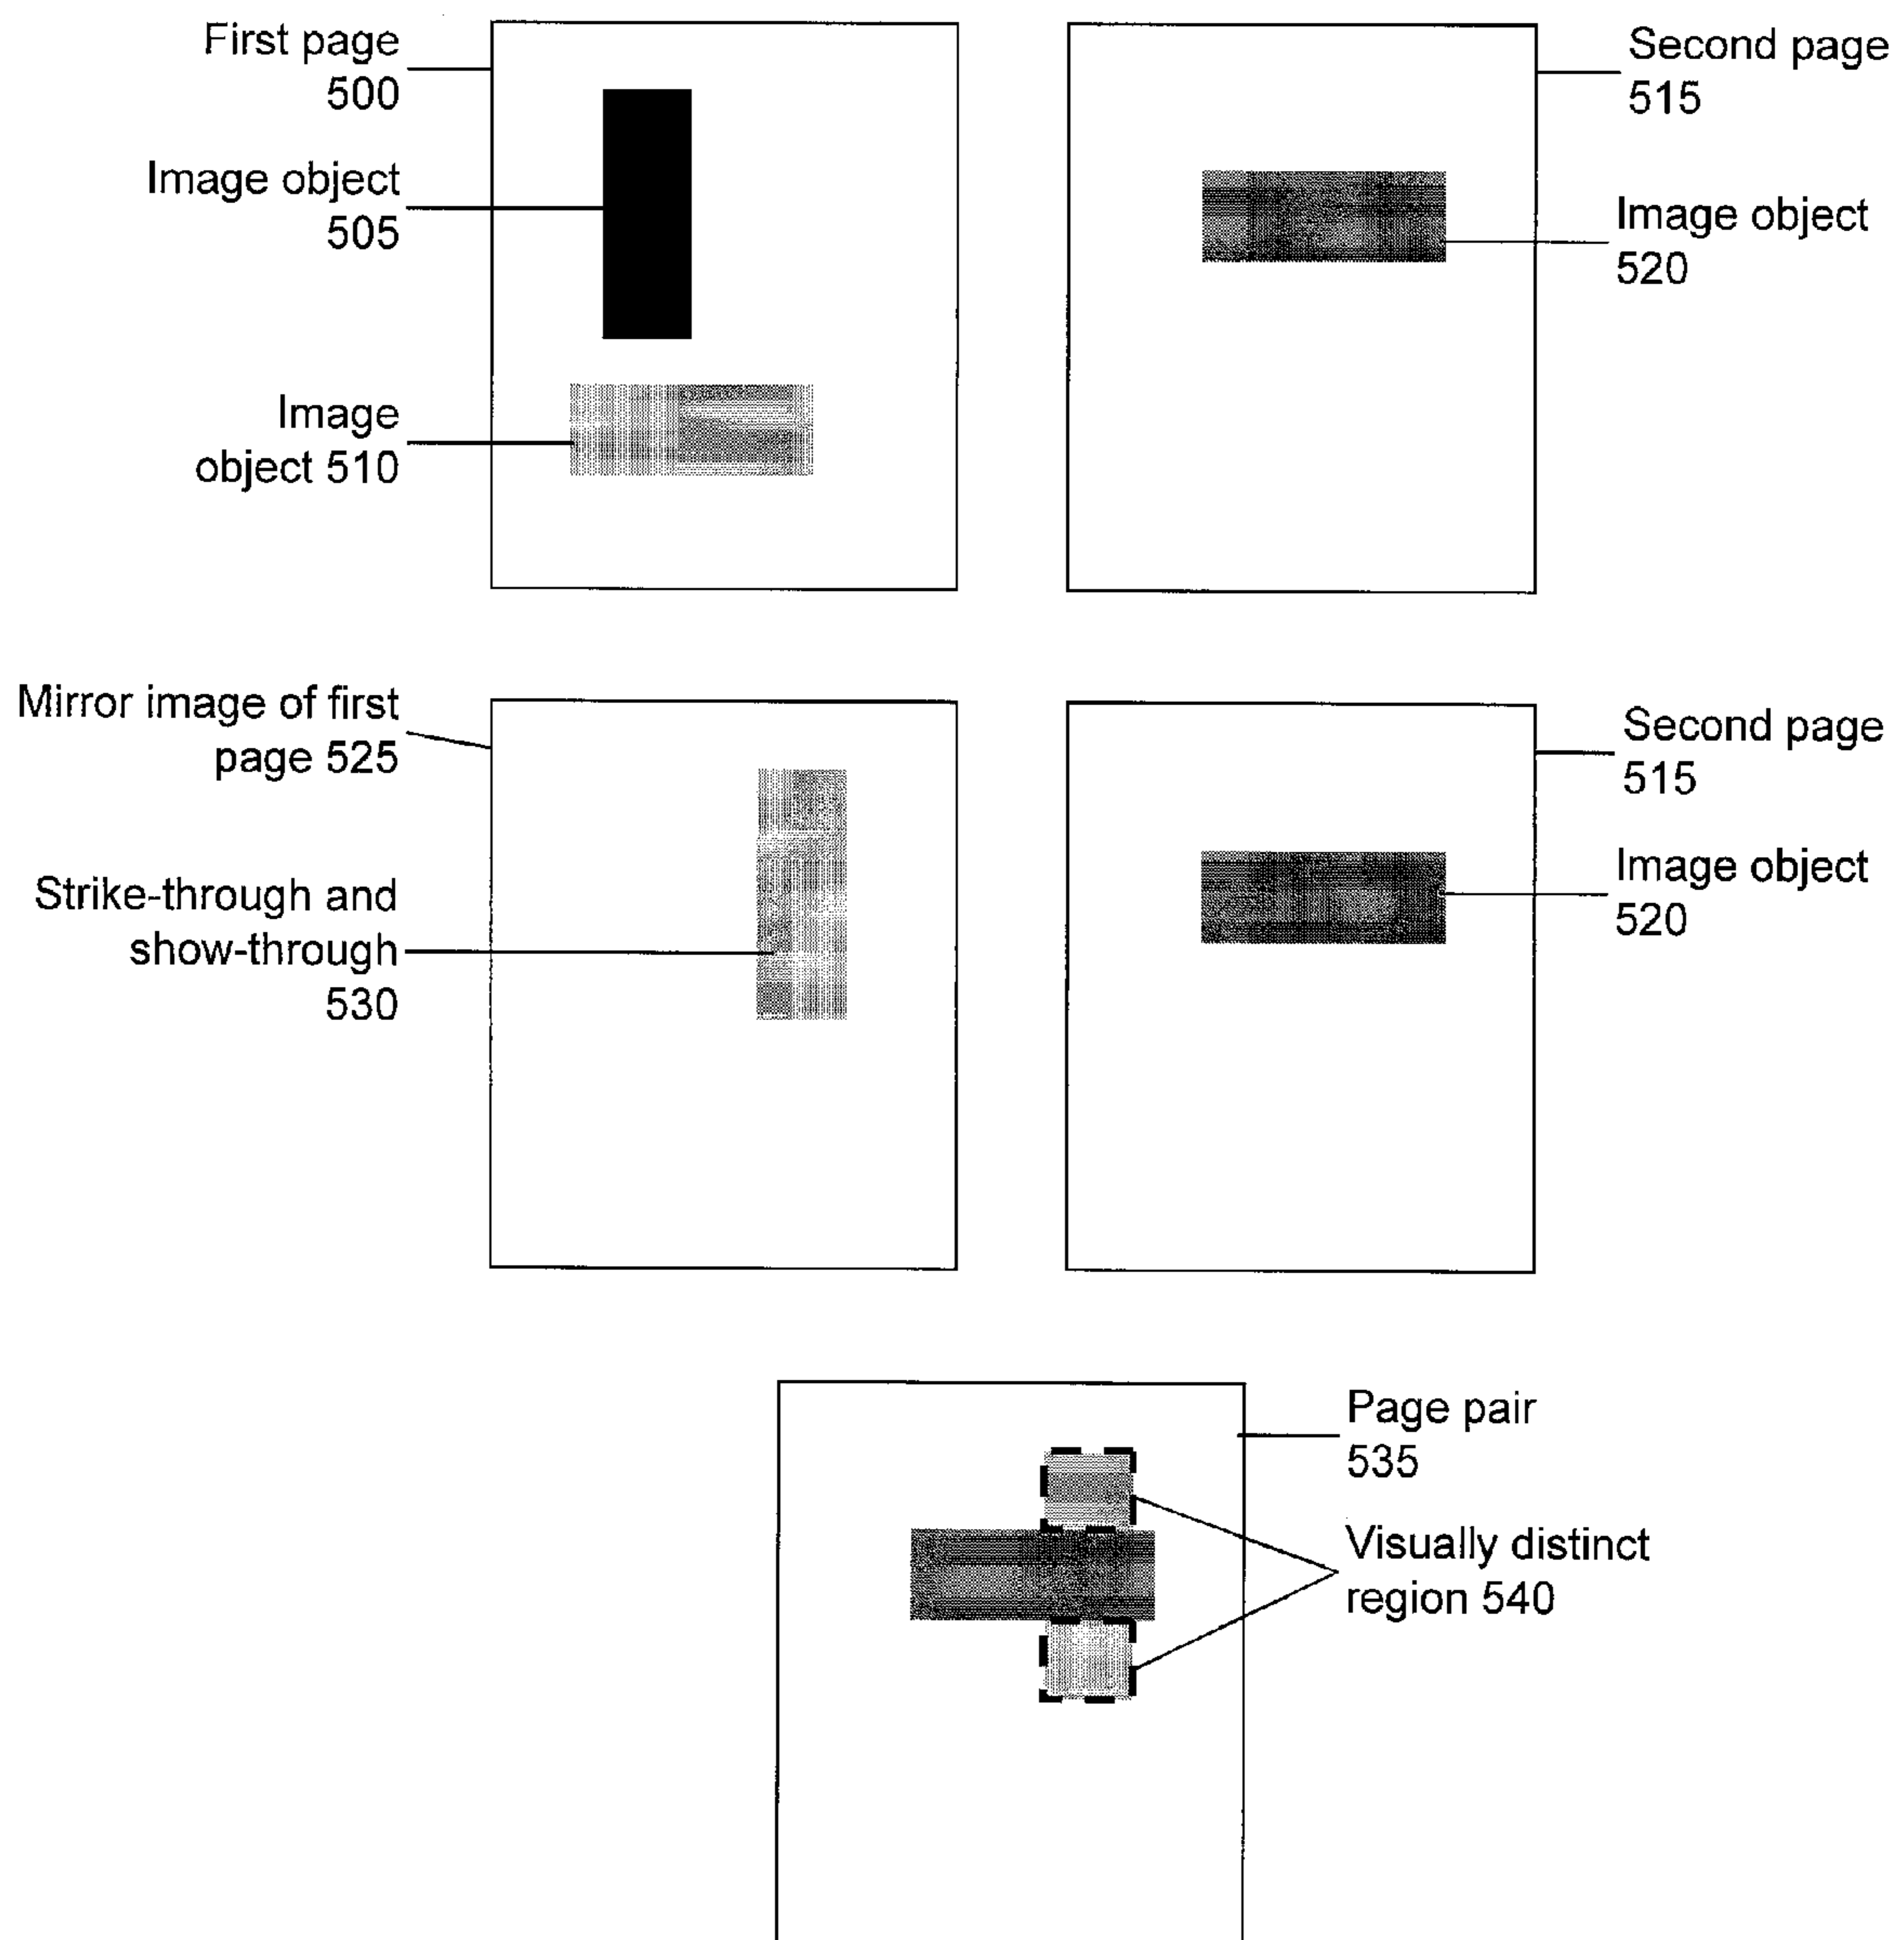 First page
500
Image object
505
Image
object 510
Second page
515
Image object
520
Mirror image of first
page 525
Strike-through and
show-through
530
Second page
515
Image object
520
Page pair
535
Visually distinct
region 540